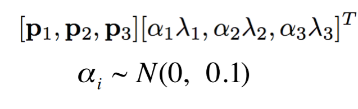 [p₁, p₂, p₃][α₁λ₁, α₂λ₂, α₃λ₃]ᵀ
αᵢ ~ N(0, 0.1)